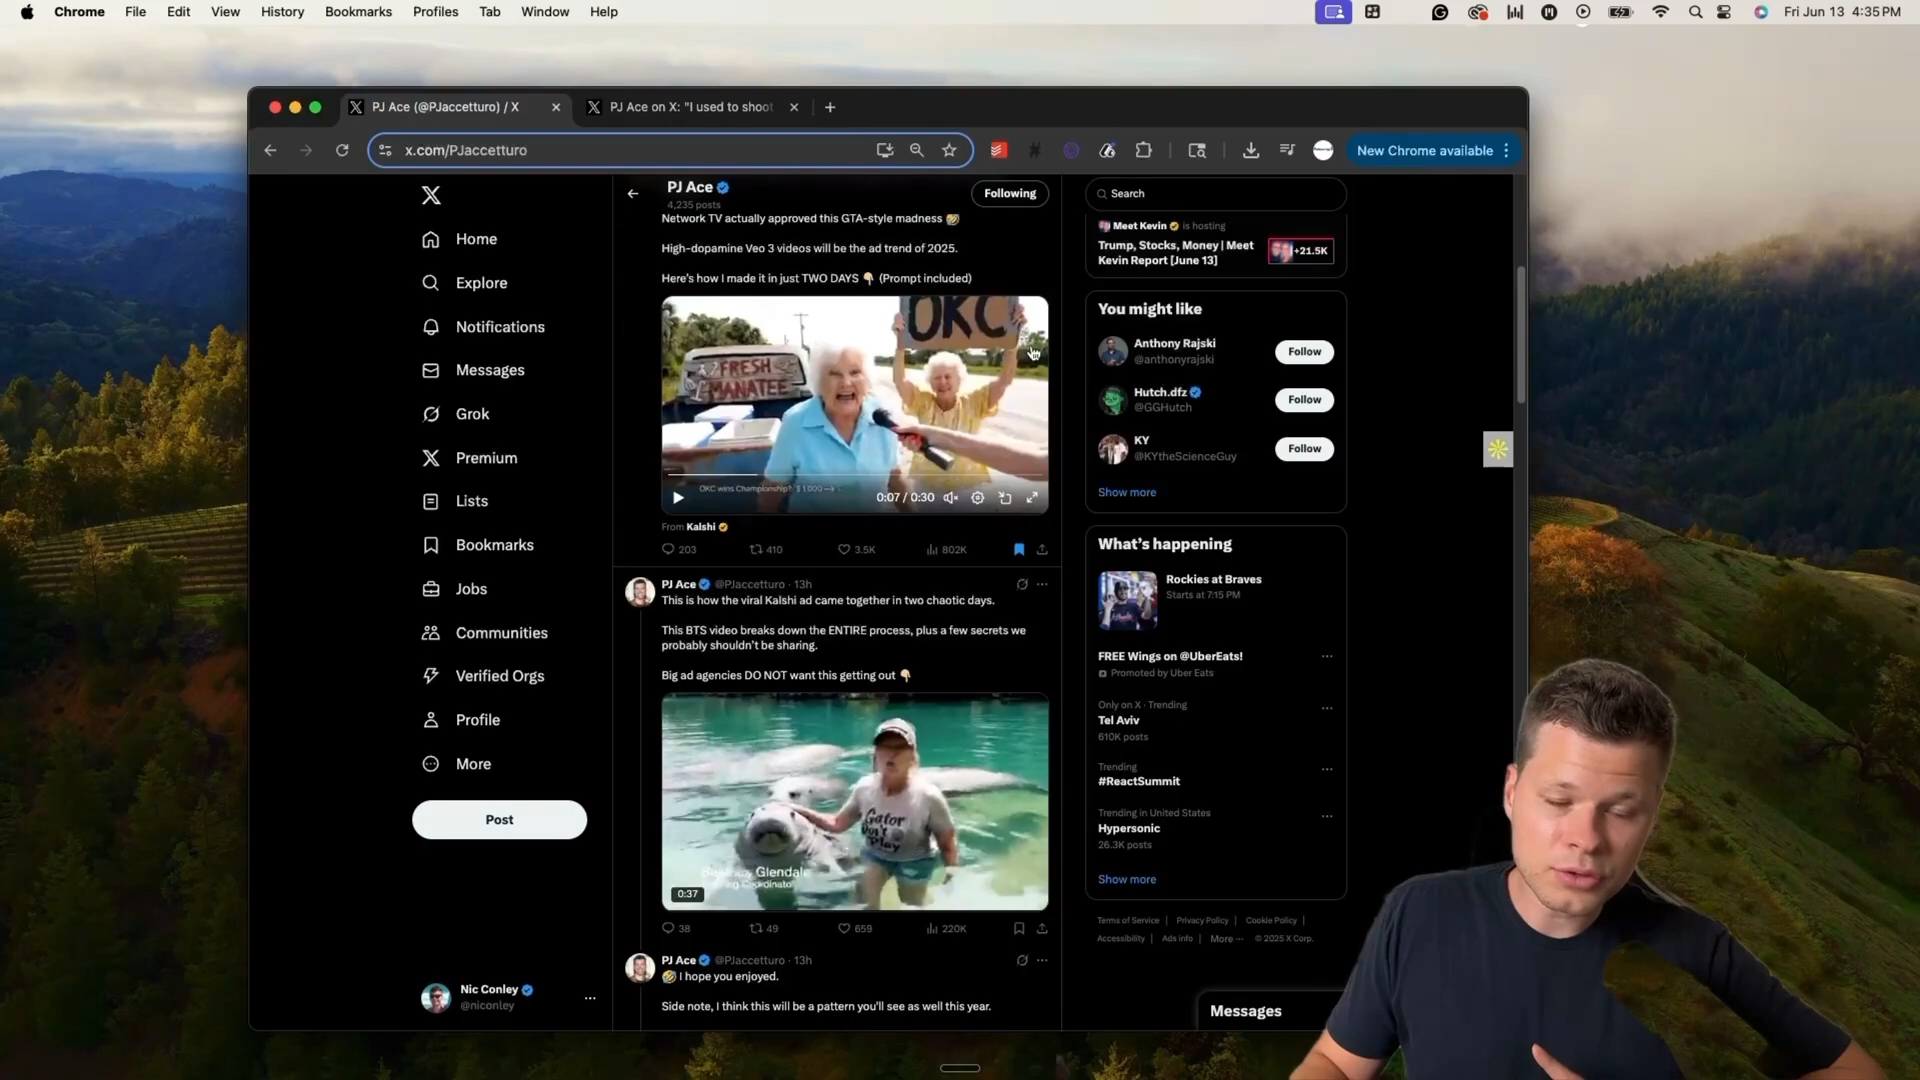 Chrome File Edit View History Bookmarks Profiles Tab Window Help
Fri Jun 13 4:35 PM
PJ Ace (@PJaccetturo) / X
PJ Ace on X: "I used to shoot
x.com/PJaccetturo
New Chrome available
Home
Explore
Notifications
Messages
Grok
Premium
Lists
Bookmarks
Jobs
Communities
Verified Orgs
Profile
More
Post
Nic Conley
@niconley
PJ Ace
4,235 posts
Following
Network TV actually approved this GTA-style madness 🤣
High-dopamine Veo 3 videos will be the ad trend of 2025.
Here's how I made it in just TWO DAYS 👇🏼 (Prompt included)
OKC
FRESH
MANATEE
OKC wins Championship? $1,000 →
0:07 / 0:30
From Kalshi
203 410 3.5K 802K
PJ Ace @PJaccetturo · 13h
This is how the viral Kalshi ad came together in two chaotic days.
This BTS video breaks down the ENTIRE process, plus a few secrets we
probably shouldn't be sharing.
Big ad agencies DO NOT want this getting out 👇🏼
Gator
Don't
Play
Glendale
0:37
38 49 659 220K
PJ Ace @PJaccetturo · 13h
🤣 I hope you enjoyed.
Side note, I think this will be a pattern you'll see as well this year.
Search
Meet Kevin is hosting
Trump, Stocks, Money | Meet
Kevin Report [June 13]
+21.5K
You might like
Anthony Rajski
@anthonyrajski
Follow
Hutch.dfz
@GGHutch
Follow
KY
@KYtheScienceGuy
Follow
Show more
What's happening
Rockies at Braves
Starts at 7:15 PM
FREE Wings on @UberEats!
Promoted by Uber Eats
Only on X · Trending
Tel Aviv
610K posts
Trending
#ReactSummit
Trending in United States
Hypersonic
26.3K posts
Show more
Terms of Service | Privacy Policy | Cookie Policy |
Accessibility | Ads info | More ··· © 2025 X Corp.
Messages